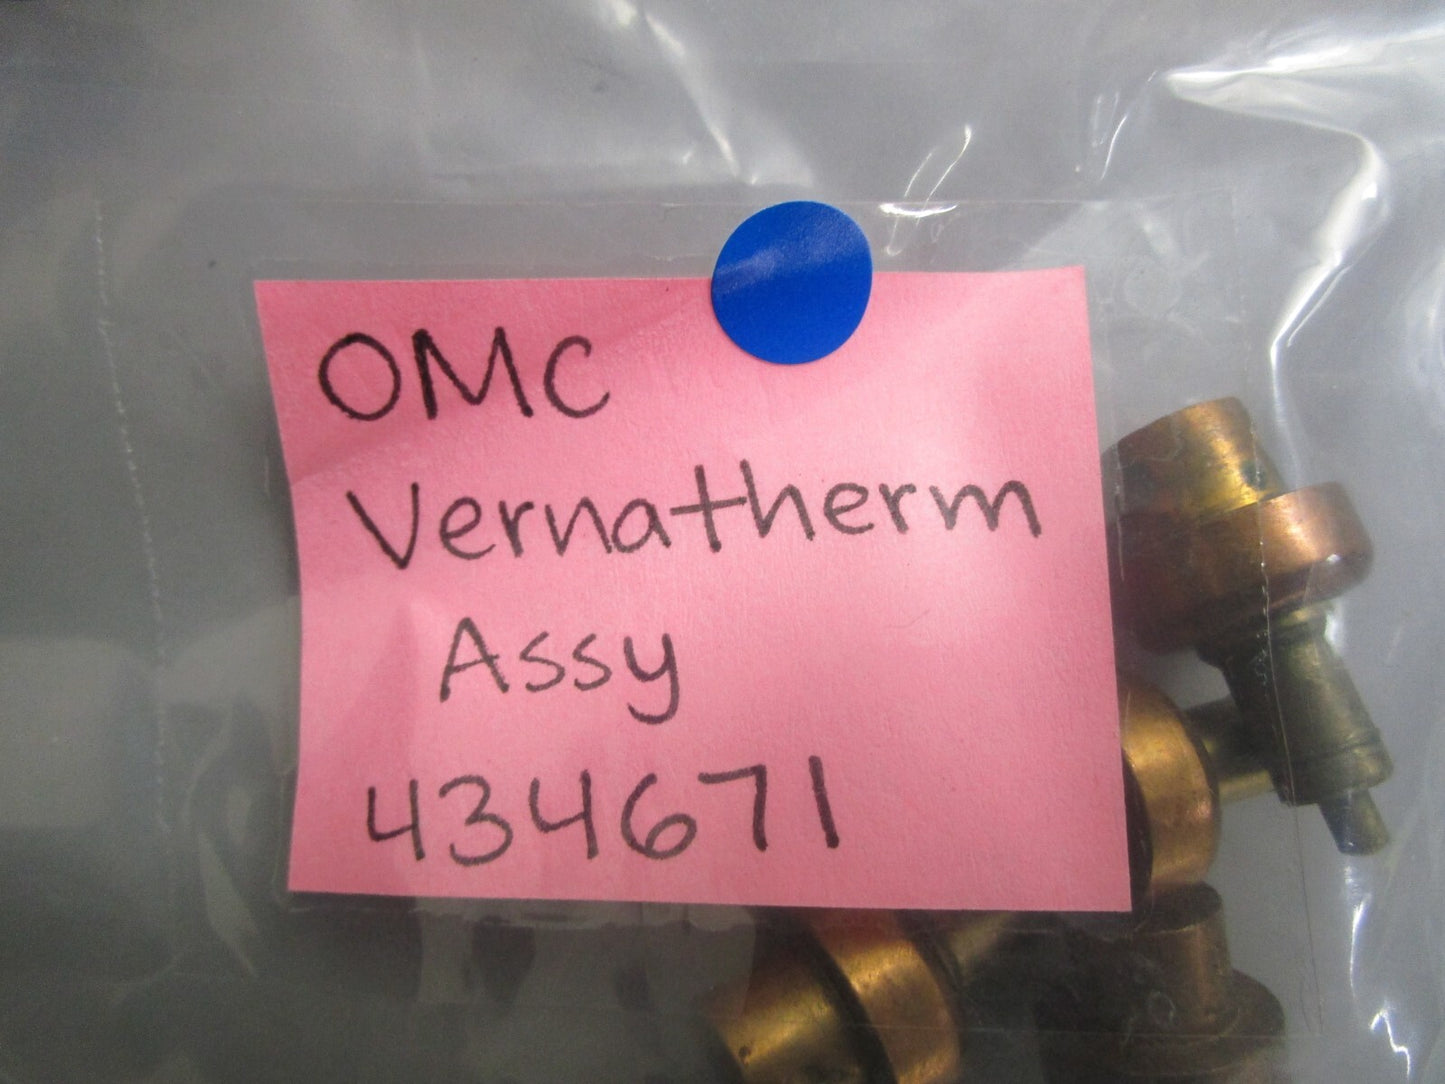 OMC
Vernatherm
Assy
434671